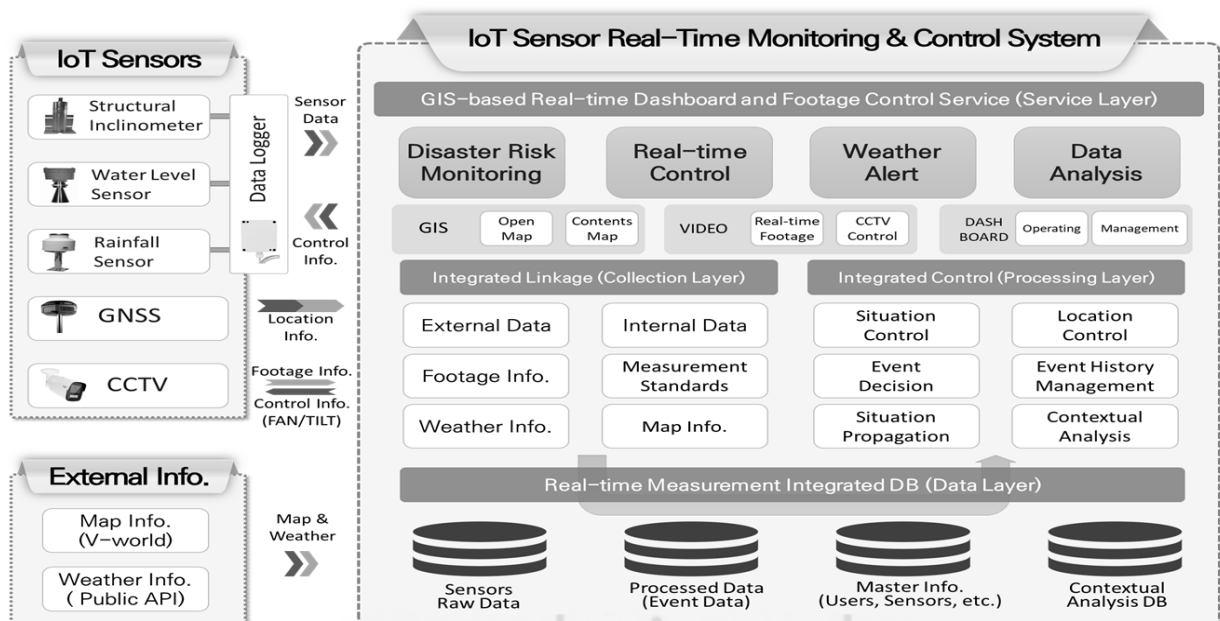 IoT Sensors
Structural
Inclinometer
Water Level
Sensor
Rainfall
Sensor
GNSS
CCTV
Data Logger
Sensor
Data
Control
Info.
Location
Info.
Footage Info.
Control Info.
(FAN/TILT)
External Info.
Map Info.
(V-world)
Weather Info.
( Public API)
Map &
Weather
IoT Sensor Real-Time Monitoring & Control System
GIS-based Real-time Dashboard and Footage Control Service (Service Layer)
Disaster Risk
Monitoring
Real-time
Control
Weather
Alert
Data
Analysis
GIS
Open
Map
Contents
Map
VIDEO
Real-time
Footage
CCTV
Control
DASH
BOARD
Operating
Management
Integrated Linkage (Collection Layer)
External Data
Internal Data
Footage Info.
Measurement
Standards
Weather Info.
Map Info.
Integrated Control (Processing Layer)
Situation
Control
Location
Control
Event
Decision
Event History
Management
Situation
Propagation
Contextual
Analysis
Real-time Measurement Integrated DB (Data Layer)
Sensors
Raw Data
Processed Data
(Event Data)
Master Info.
(Users, Sensors, etc.)
Contextual
Analysis DB